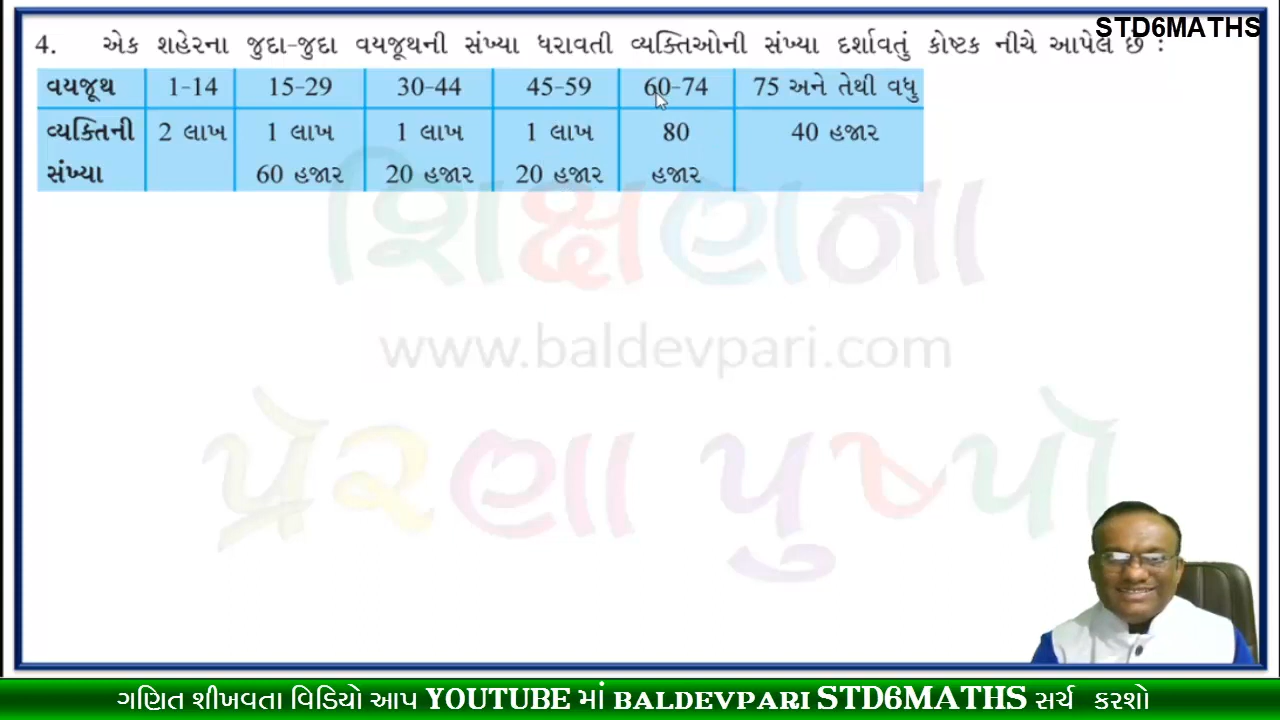 STD6MATHS
4. એક શહેરના જુદા-જુદા વયજૂથની સંખ્યા ધરાવતી વ્યક્તિઓની સંખ્યા દર્શાવતું કોષ્ટક નીચે આપેલ છે :
વયજૂથ 1-14 15-29 30-44 45-59 60-74 75 અને તેથી વધુ
વ્યક્તિની 2 લાખ 1 લાખ 1 લાખ 1 લાખ 80 40 હજાર
સંખ્યા 60 હજાર 20 હજાર 20 હજાર હજાર
શિક્ષણના
www.baldevpari.com
પ્રેરણા પુષ્પો
ગણિત શીખવતા વિડિયો આપ YOUTUBE માં BALDEVPARI STD6MATHS સર્ચ કરશો